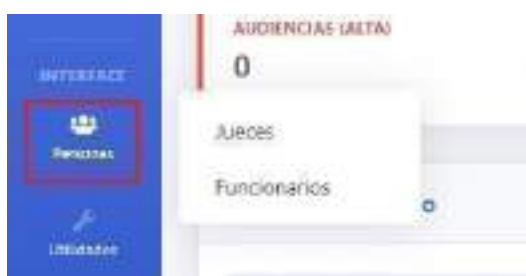 AUDIENCIAS (ALTA)
0
INTERFACE
Personas
Jueces
Funcionarios
Utilidades